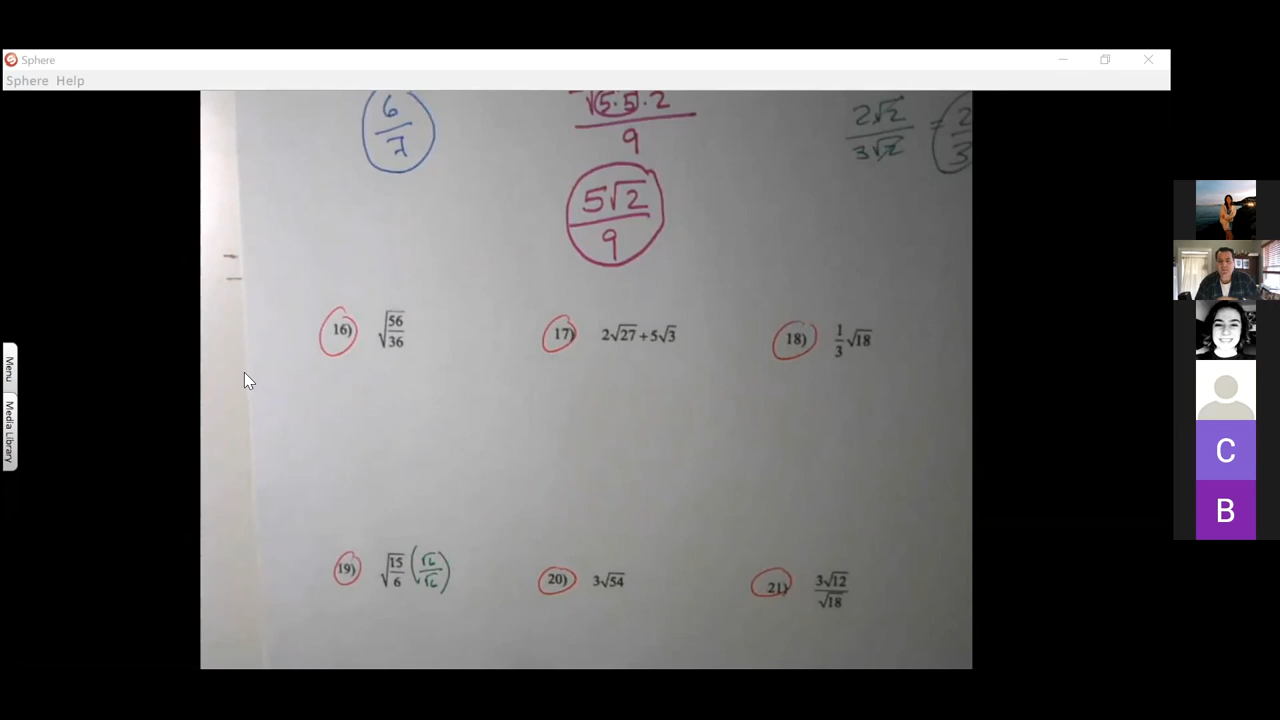 Sphere
Sphere Help
6
7
√(5·5)·2
9
5√2
9
2√2
3√2
=
2
3
16) √56/36
17) 2√27+5√3
18) 1/3√18
19) √15/6 (√6/√6)
20) 3√54
21) 3√12/√18
Menu
Media Library
C
B